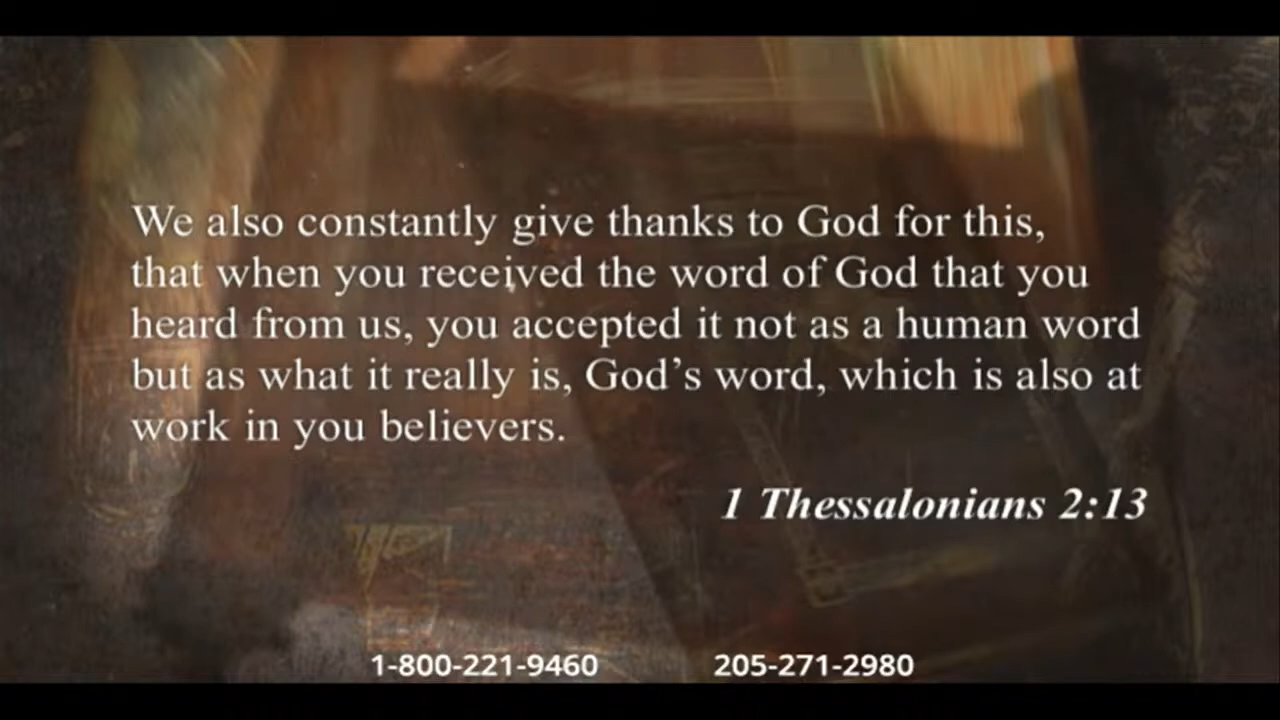 We also constantly give thanks to God for this,
that when you received the word of God that you
heard from us, you accepted it not as a human word
but as what it really is, God’s word, which is also at
work in you believers.
1 Thessalonians 2:13
1-800-221-9460 205-271-2980